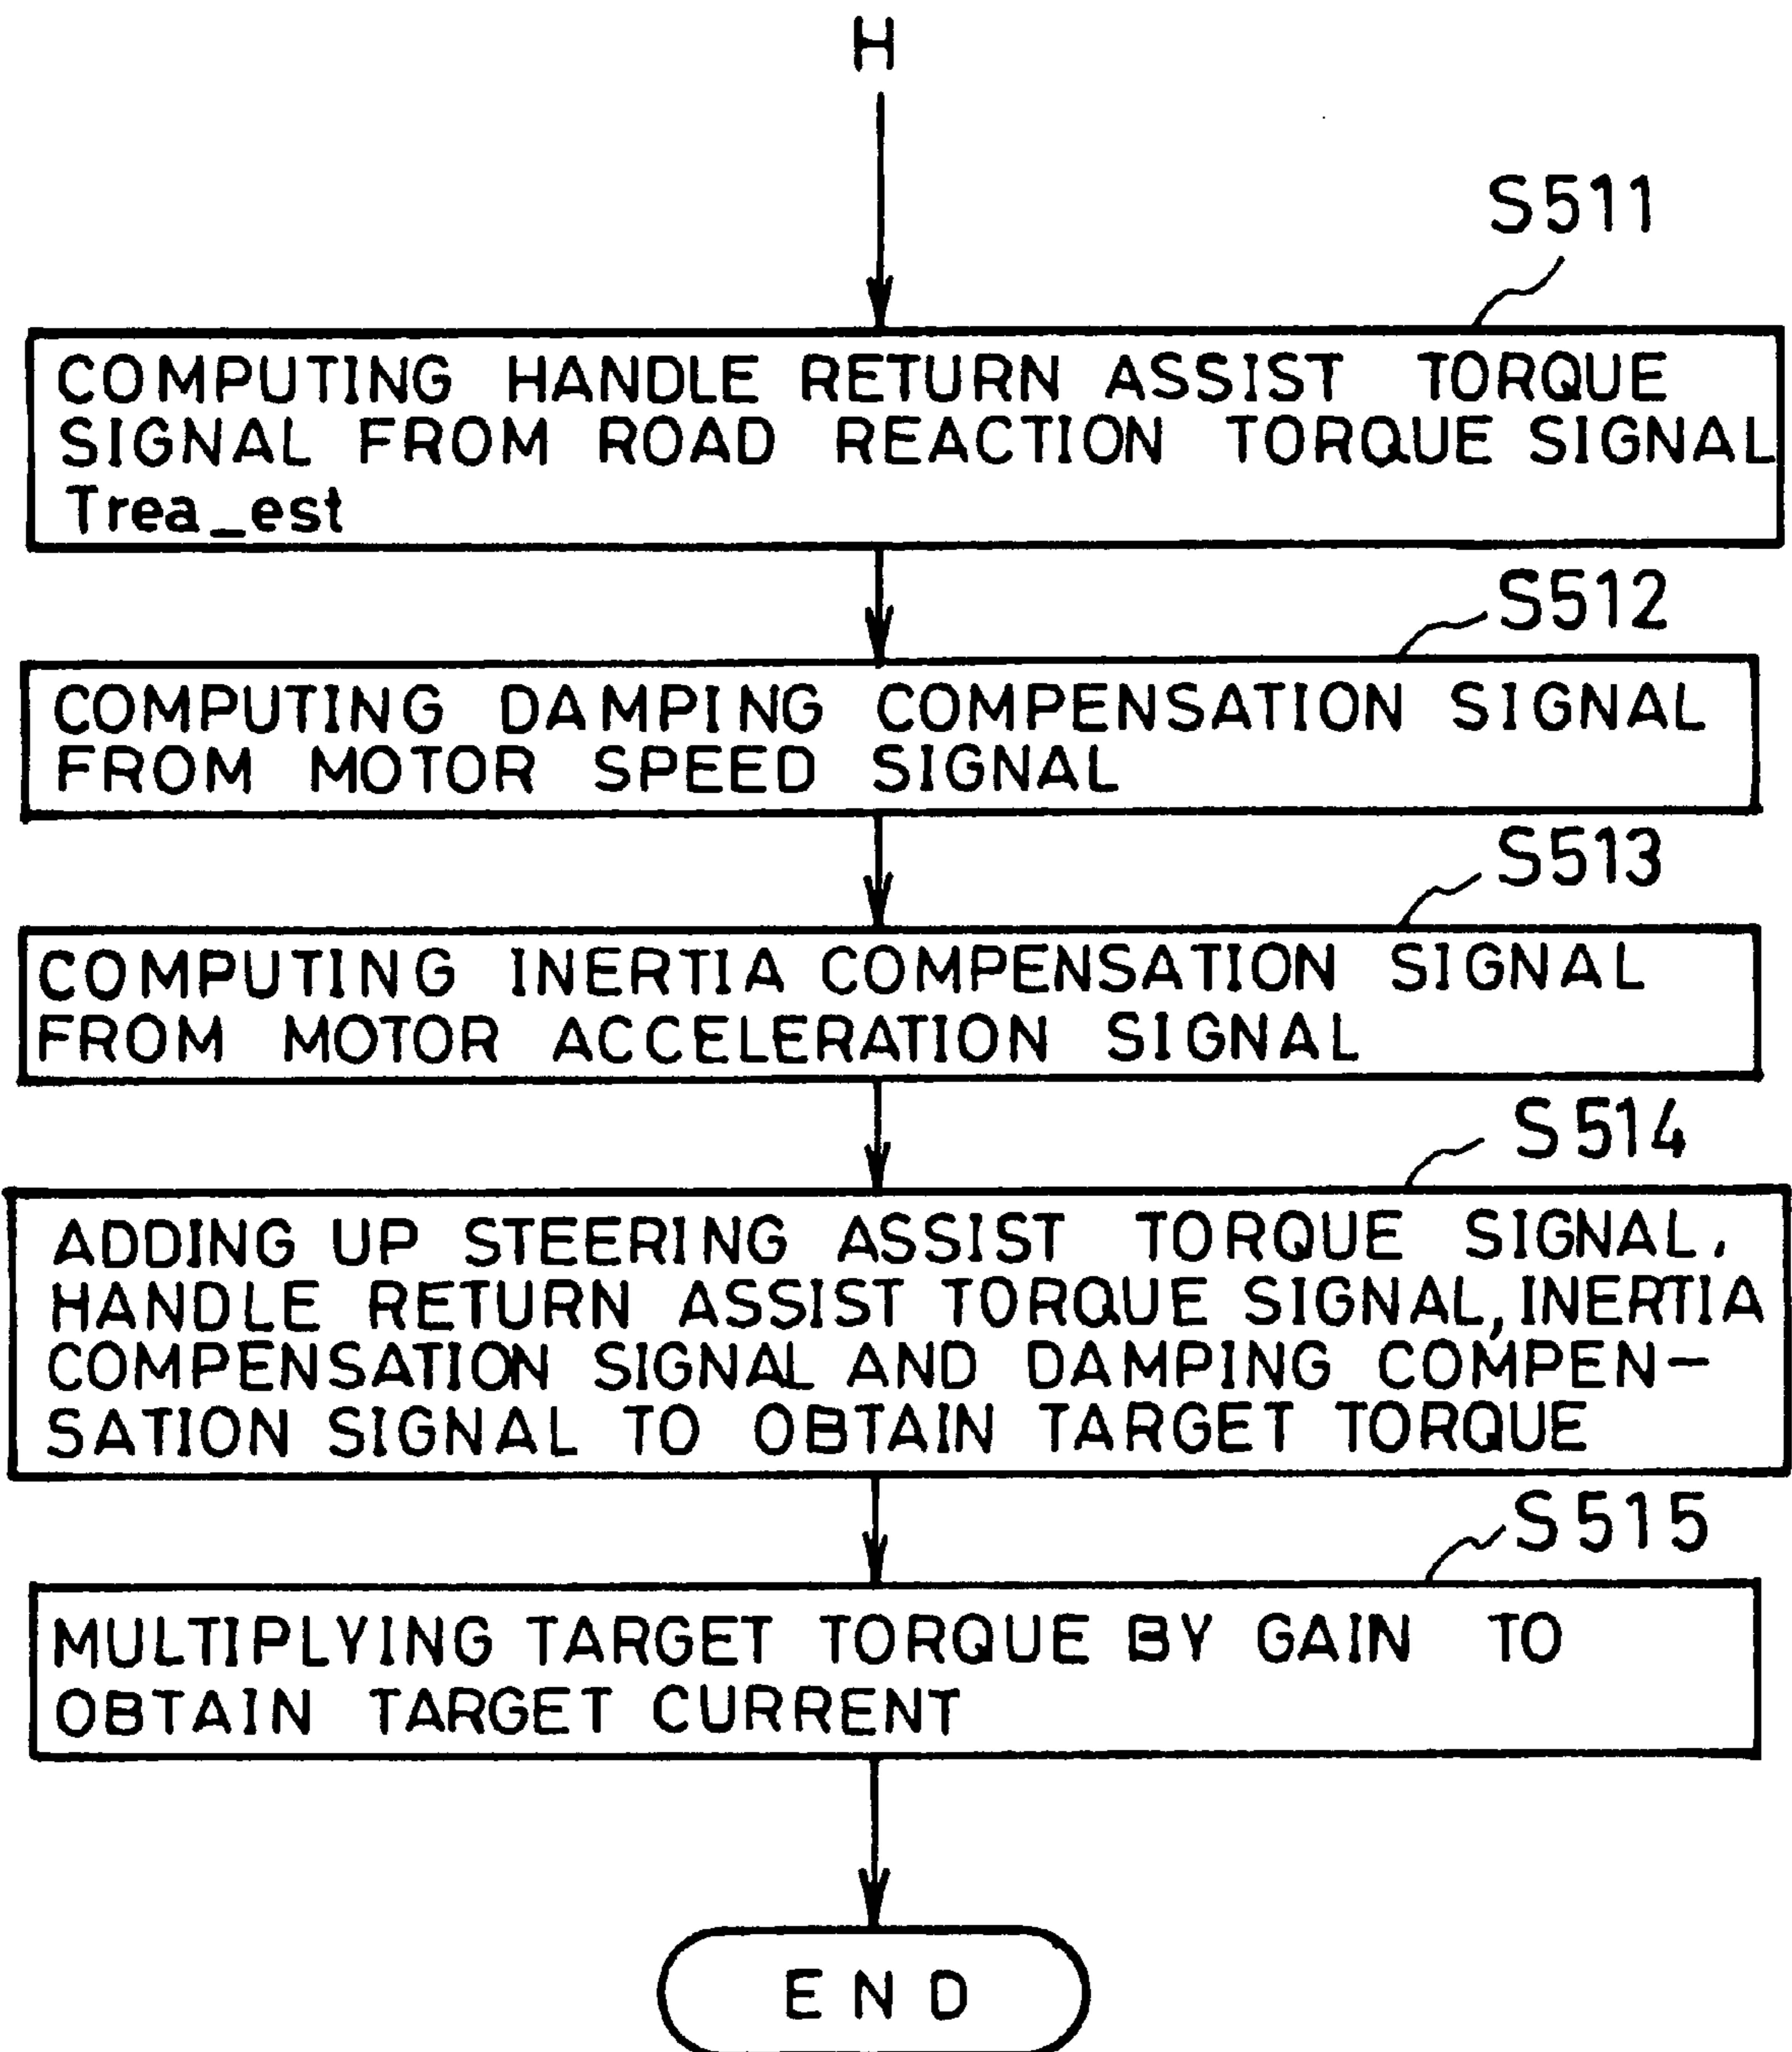 H
S511
COMPUTING HANDLE RETURN ASSIST TORQUE
SIGNAL FROM ROAD REACTION TORQUE SIGNAL
Trea_est
S512
COMPUTING DAMPING COMPENSATION SIGNAL
FROM MOTOR SPEED SIGNAL
S513
COMPUTING INERTIA COMPENSATION SIGNAL
FROM MOTOR ACCELERATION SIGNAL
S514
ADDING UP STEERING ASSIST TORQUE SIGNAL,
HANDLE RETURN ASSIST TORQUE SIGNAL, INERTIA
COMPENSATION SIGNAL AND DAMPING COMPEN-
SATION SIGNAL TO OBTAIN TARGET TORQUE
S515
MULTIPLYING TARGET TORQUE BY GAIN TO
OBTAIN TARGET CURRENT
END